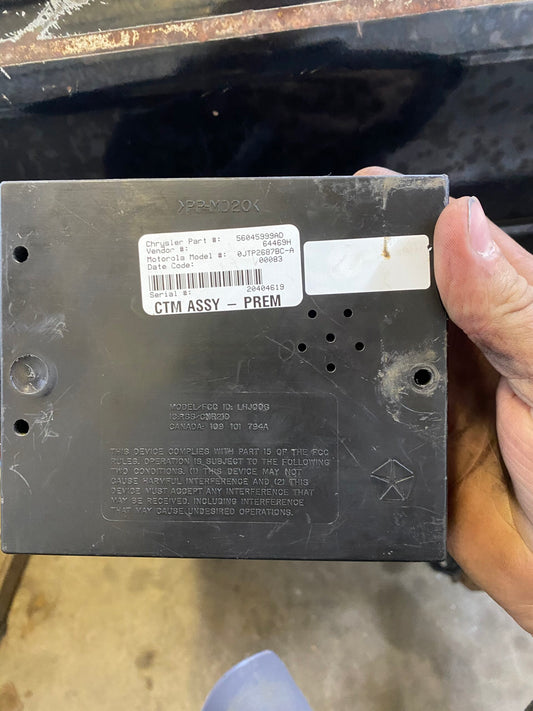 >PP-MD20<
Chrysler Part #: 56045999AD
Vendor #: 64469H
Motorola Model #: 0JTP26B7BC-A
Date Code: 00083
Serial #: 20404619
CTM ASSY – PREM
MODEL/FCC ID: LHJ006
CANADA: 109 101 794A
THIS DEVICE COMPLIES WITH PART 15 OF THE FCC
RULES. OPERATION IS SUBJECT TO THE FOLLOWING
TWO CONDITIONS. (1) THIS DEVICE MAY NOT
CAUSE HARMFUL INTERFERENCE AND (2) THIS
DEVICE MUST ACCEPT ANY INTERFERENCE THAT
MAY BE RECEIVED, INCLUDING INTERFERENCE
THAT MAY CAUSE UNDESIRED OPERATIONS.